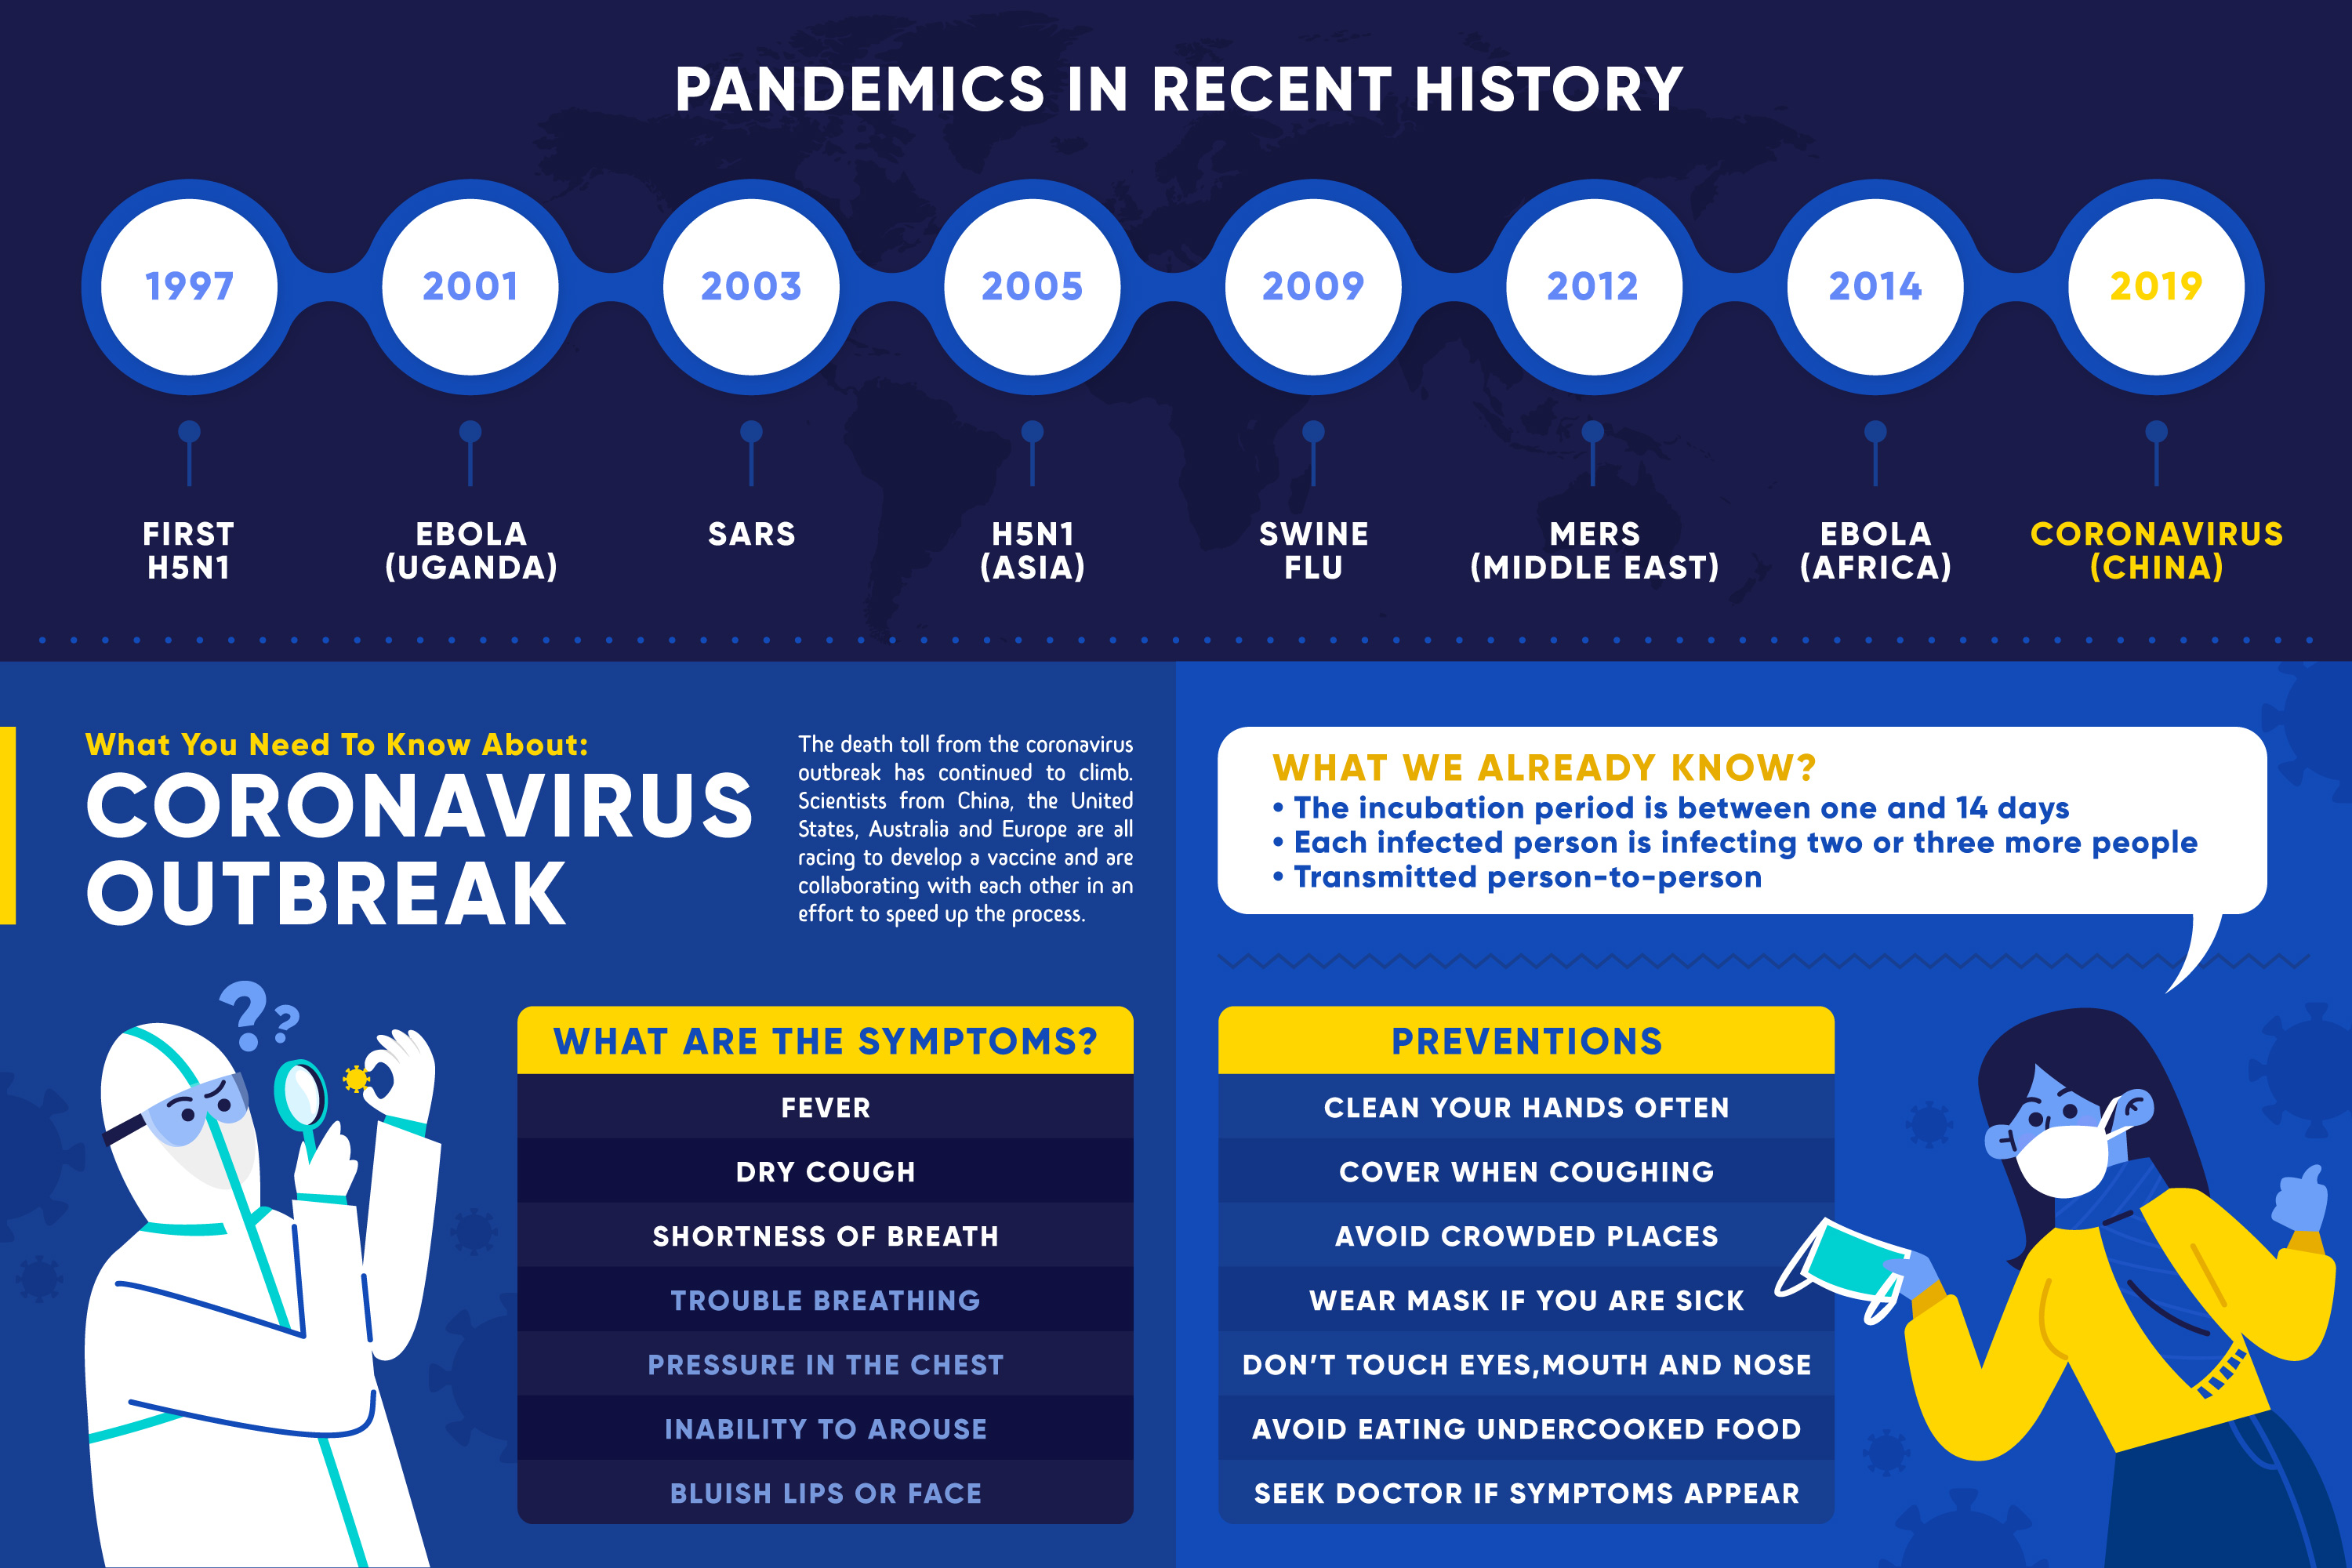 PANDEMICS IN RECENT HISTORY
1997
2001
2003
2005
2009
2012
2014
2019
FIRST
H5N1
EBOLA
(UGANDA)
SARS
H5N1
(ASIA)
SWINE
FLU
MERS
(MIDDLE EAST)
EBOLA
(AFRICA)
CORONAVIRUS
(CHINA)
What You Need To Know About:
CORONAVIRUS
OUTBREAK
The death toll from the coronavirus
outbreak has continued to climb.
Scientists from China, the United
States, Australia and Europe are all
racing to develop a vaccine and are
collaborating with each other in an
effort to speed up the process.
WHAT WE ALREADY KNOW?
• The incubation period is between one and 14 days
• Each infected person is infecting two or three more people
• Transmitted person-to-person
??
WHAT ARE THE SYMPTOMS?
FEVER
DRY COUGH
SHORTNESS OF BREATH
TROUBLE BREATHING
PRESSURE IN THE CHEST
INABILITY TO AROUSE
BLUISH LIPS OR FACE
PREVENTIONS
CLEAN YOUR HANDS OFTEN
COVER WHEN COUGHING
AVOID CROWDED PLACES
WEAR MASK IF YOU ARE SICK
DON'T TOUCH EYES,MOUTH AND NOSE
AVOID EATING UNDERCOOKED FOOD
SEEK DOCTOR IF SYMPTOMS APPEAR